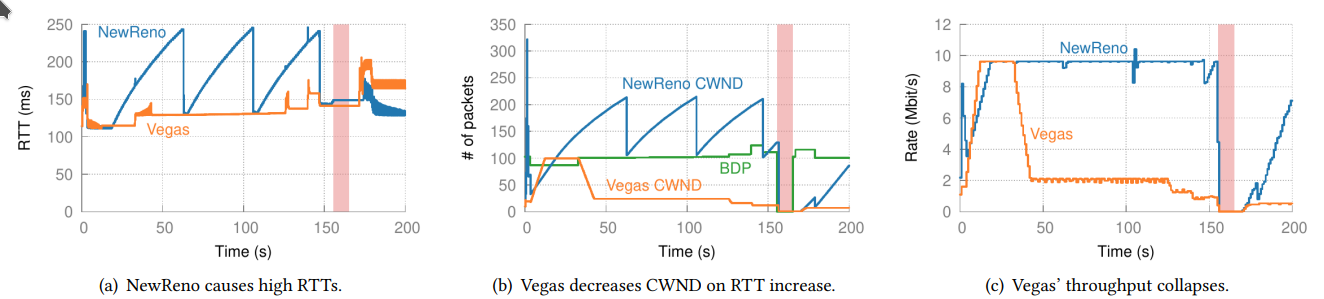 RTT (ms)
250
200
150
100
50
0
NewReno
Vegas
0 50 100 150 200
Time (s)
(a) NewReno causes high RTTs.
# of packets
350
300
250
200
150
100
50
0
NewReno CWND
BDP
Vegas CWND
0 50 100 150 200
Time (s)
(b) Vegas decreases CWND on RTT increase.
Rate (Mbit/s)
12
10
8
6
4
2
0
NewReno
Vegas
0 50 100 150 200
Time (s)
(c) Vegas’ throughput collapses.